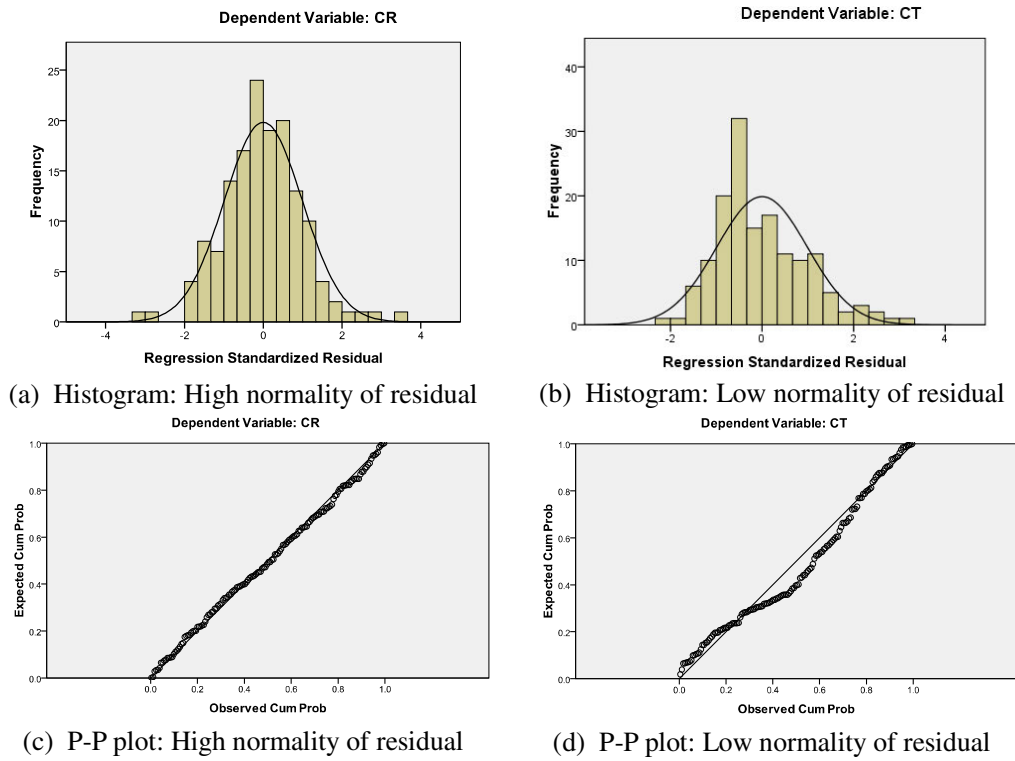 Dependent Variable: CR
25
20
15
10
5
0
Frequency
-4 -2 0 2 4
Regression Standardized Residual
(a) Histogram: High normality of residual
Dependent Variable: CT
40
30
20
10
0
Frequency
-2 0 2 4
Regression Standardized Residual
(b) Histogram: Low normality of residual
Dependent Variable: CR
1.0
0.8
0.6
0.4
0.2
0.0
Expected Cum Prob
0.0 0.2 0.4 0.6 0.8 1.0
Observed Cum Prob
(c) P-P plot: High normality of residual
Dependent Variable: CT
1.0
0.8
0.6
0.4
0.2
0.0
Expected Cum Prob
0.0 0.2 0.4 0.6 0.8 1.0
Observed Cum Prob
(d) P-P plot: Low normality of residual